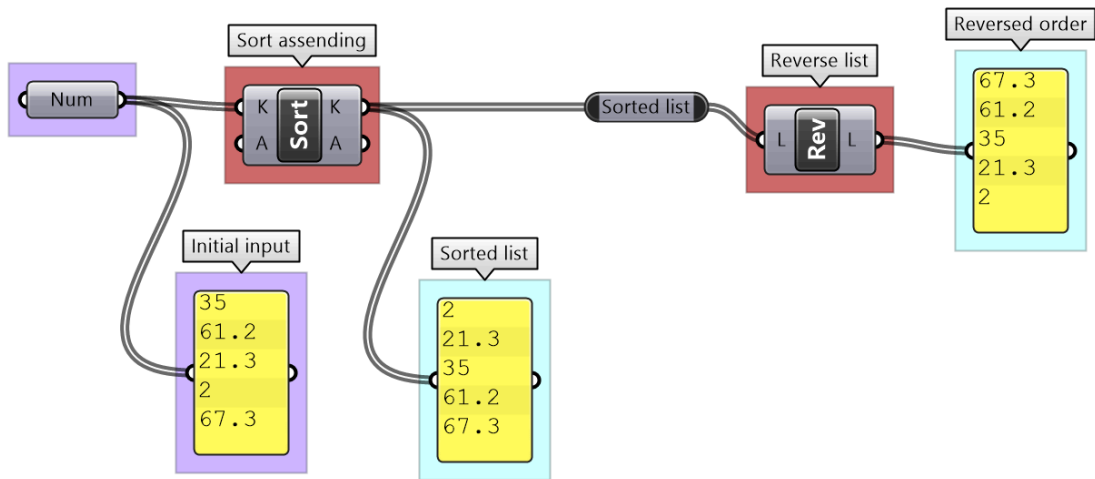 Sort assending
Reverse list
Reversed order
Num
K
A
Sort
K
A
Sorted list
L
Rev
L
67.3
61.2
35
21.3
2
Initial input
35
61.2
21.3
2
67.3
Sorted list
2
21.3
35
61.2
67.3